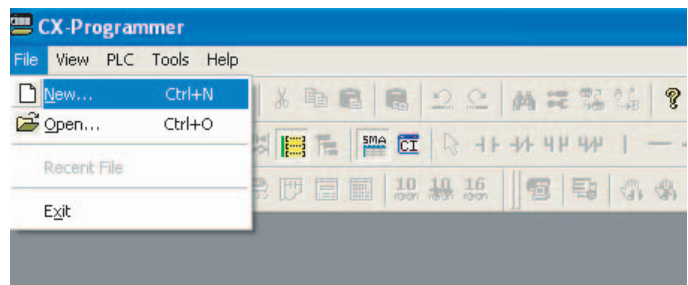 CX-Programmer
File View PLC Tools Help
New... Ctrl+N
Open... Ctrl+O
Recent File
Exit
SMA CI
10 10 16